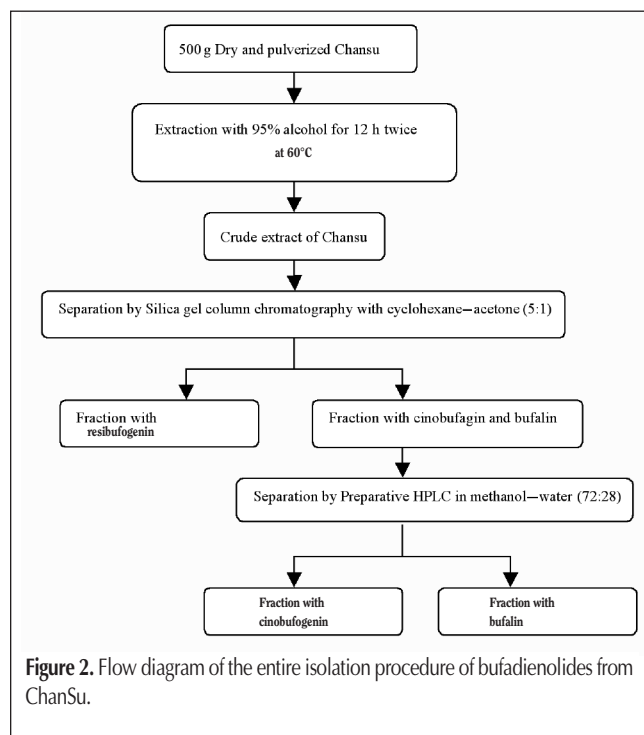 500 g Dry and pulverized Chansu
Extraction with 95% alcohol for 12 h twice
at 60°C
Crude extract of Chansu
Separation by Silica gel column chromatography with cyclohexane–acetone (5:1)
Fraction with
resibufogenin
Fraction with cinobufagin and bufalin
Separation by Preparative HPLC in methanol–water (72:28)
Fraction with
cinobufogenin
Fraction with
bufalin
Figure 2. Flow diagram of the entire isolation procedure of bufadienolides from
ChanSu.